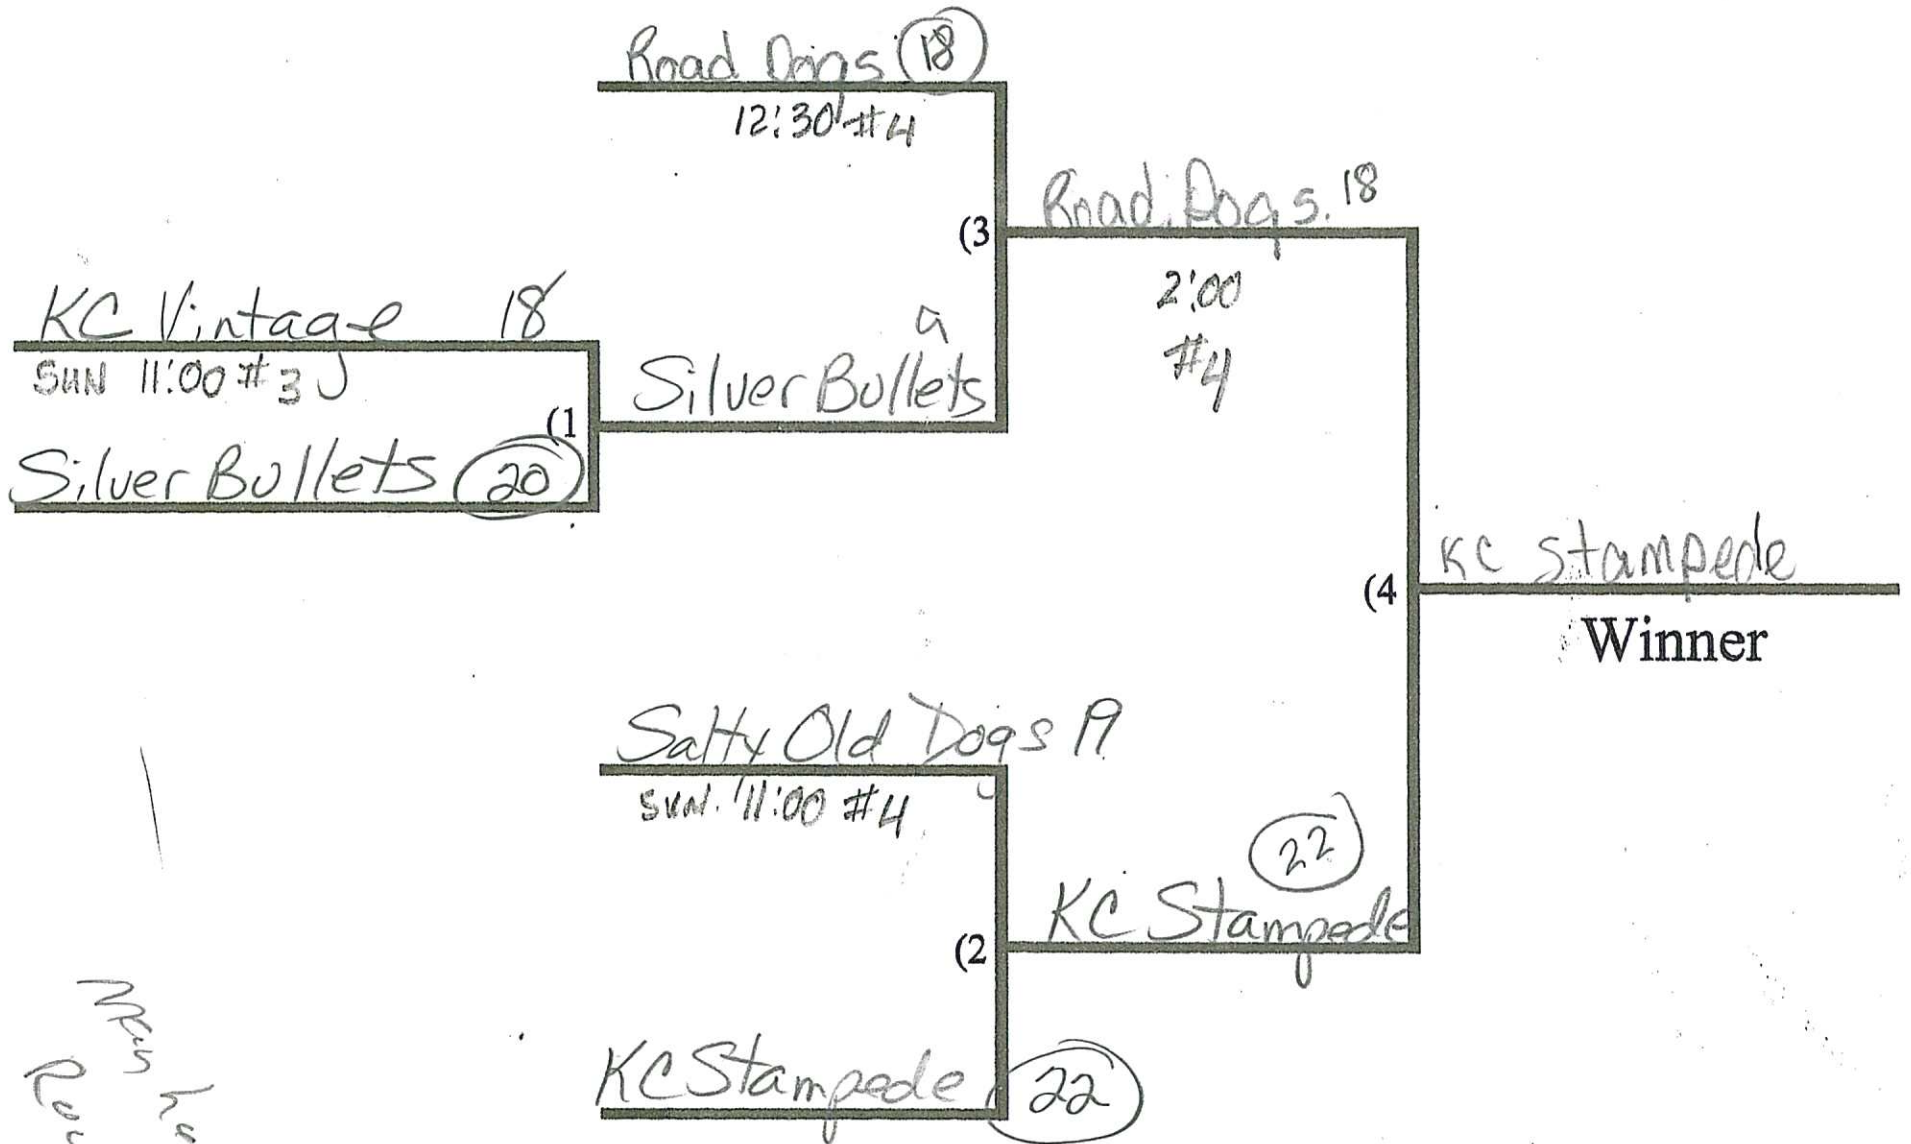 Road Dogs 18
12:30 #4
(3
Road Dogs. 18
2:00
#4
KC Vintage 18
SUN 11:00 #3
(1
Silver Bullets 20
Silver Bullets
(4
KC Stampede
Winner
Salty Old Dogs 19
SUN. 11:00 #4
(2
22
KC Stampede
KC Stampede 22